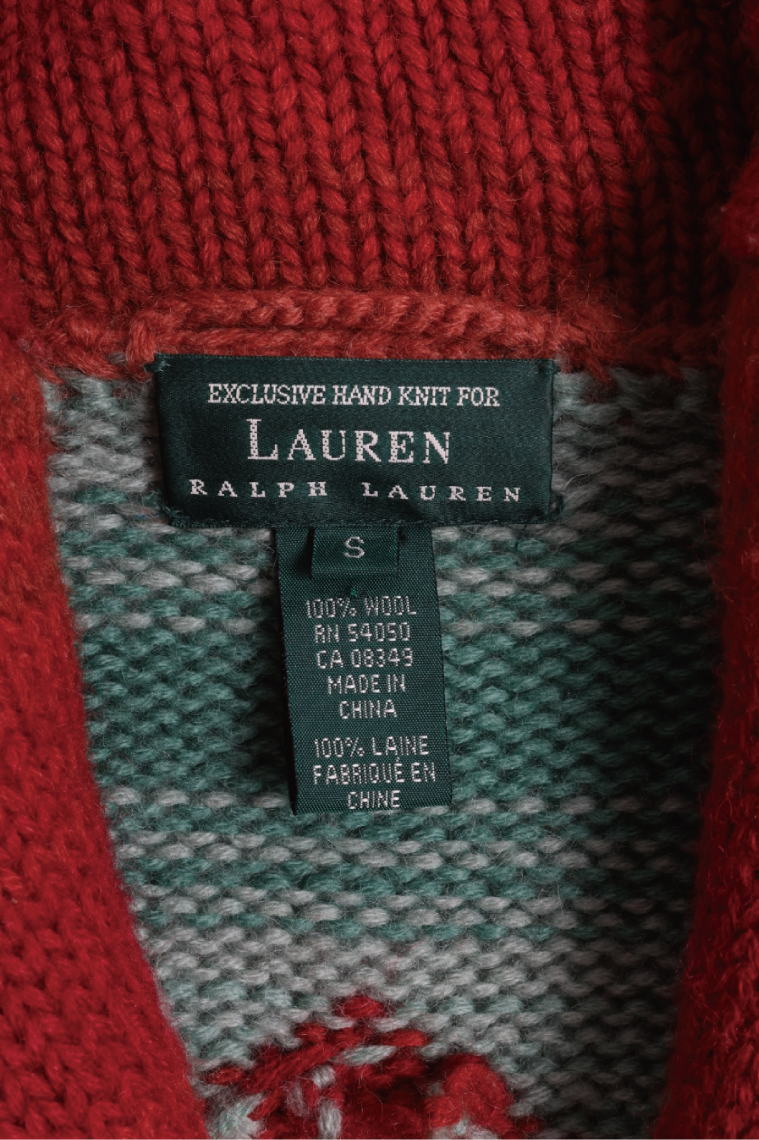 EXCLUSIVE HAND KNIT FOR
LAUREN
RALPH LAUREN
S
100% WOOL
RN 54050
CA 08349
MADE IN
CHINA
100% LAINE
FABRIQUÉ EN
CHINE